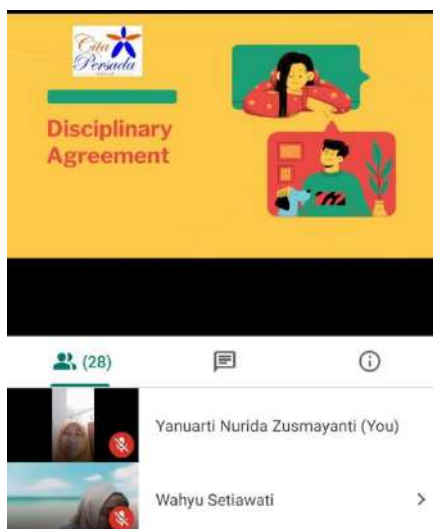 Cita
Persada
Disciplinary
Agreement
(28)
Yanuarti Nurida Zusmayanti (You)
Wahyu Setiawati